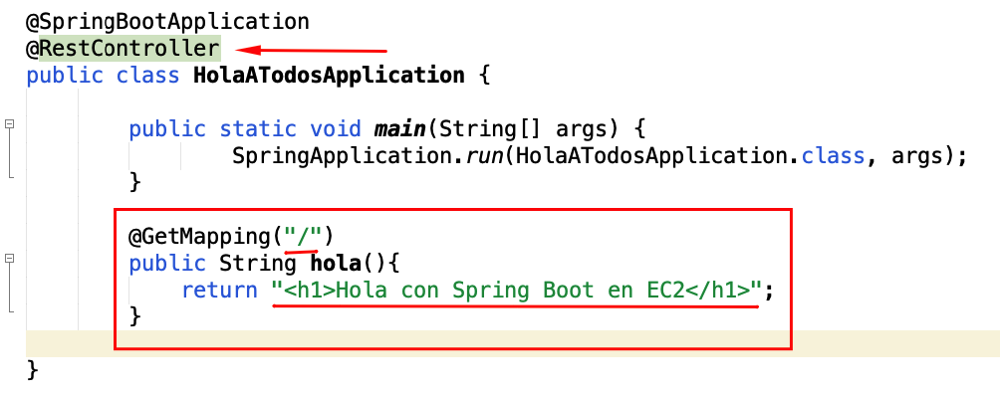 @SpringBootApplication
@RestController
public class HolaATodosApplication {
public static void main(String[] args) {
SpringApplication.run(HolaATodosApplication.class, args);
}
@GetMapping("/")
public String hola(){
return "<h1>Hola con Spring Boot en EC2</h1>";
}
}